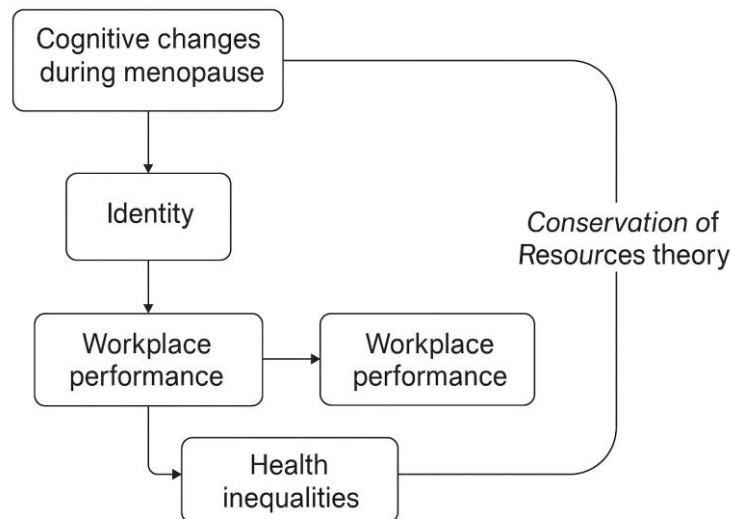 Cognitive changes
during menopause
Identity
Conservation of
Resources theory
Workplace
performance
Workplace
performance
Health
inequalities